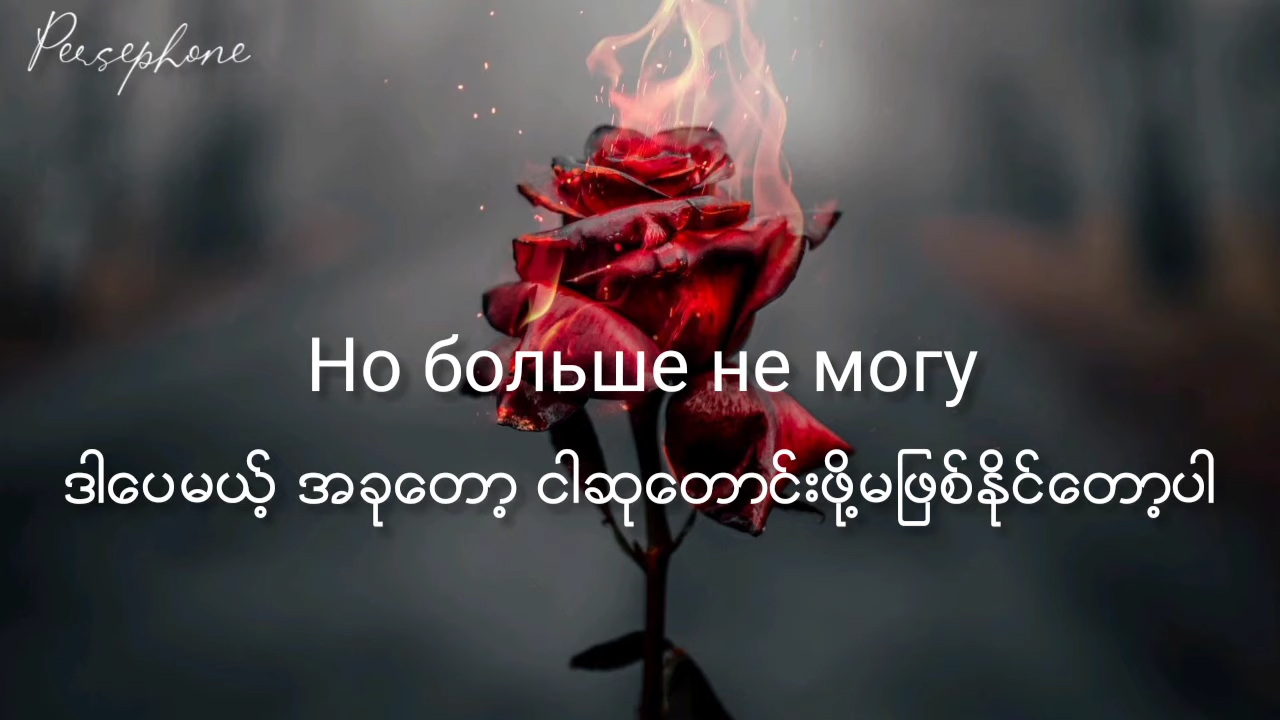 Persephone
Но больше не могу
ဒါပေမယ့် အခုတော့ ငါဆုတောင်းဖို့မဖြစ်နိုင်တော့ပါ